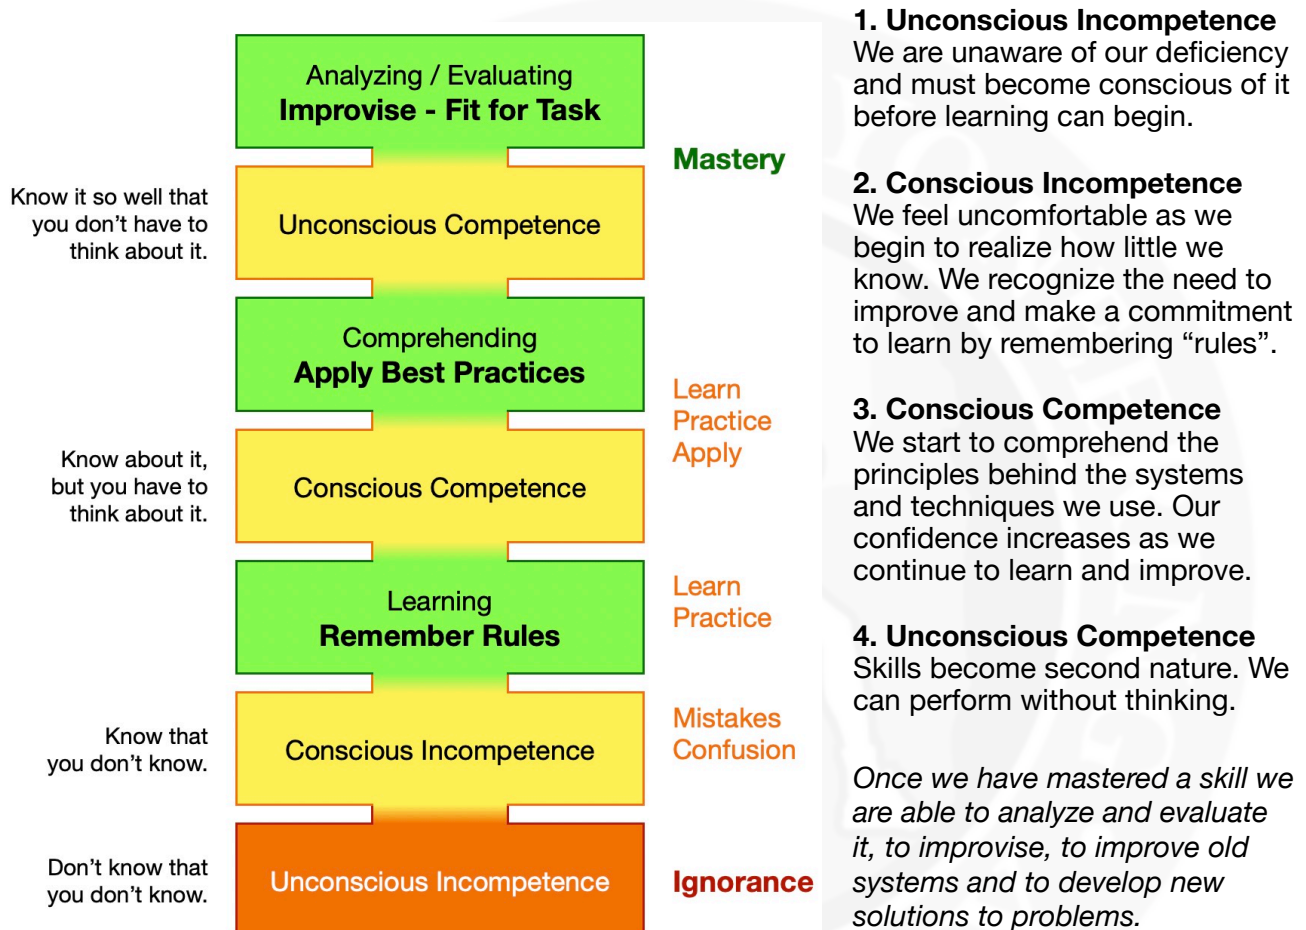 Analyzing / Evaluating
Improvise - Fit for Task
Mastery
Know it so well that
you don’t have to
think about it.
Unconscious Competence
Comprehending
Apply Best Practices
Learn
Practice
Apply
Know about it,
but you have to
think about it.
Conscious Competence
Learning
Remember Rules
Learn
Practice
Know that
you don’t know.
Conscious Incompetence
Mistakes
Confusion
Don’t know that
you don’t know.
Unconscious Incompetence
Ignorance
1. Unconscious Incompetence
We are unaware of our deficiency
and must become conscious of it
before learning can begin.
2. Conscious Incompetence
We feel uncomfortable as we
begin to realize how little we
know. We recognize the need to
improve and make a commitment
to learn by remembering “rules”.
3. Conscious Competence
We start to comprehend the
principles behind the systems
and techniques we use. Our
confidence increases as we
continue to learn and improve.
4. Unconscious Competence
Skills become second nature. We
can perform without thinking.
Once we have mastered a skill we
are able to analyze and evaluate
it, to improvise, to improve old
systems and to develop new
solutions to problems.